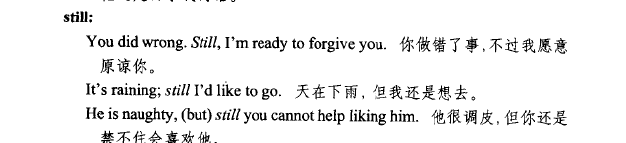 still:
You did wrong. Still, I'm ready to forgive you. 你做错了事,不过我愿意
原谅你。
It's raining; still I'd like to go. 天在下雨, 但我还是想去。
He is naughty, (but) still you cannot help liking him. 他很调皮, 但你还是
禁不住会喜欢他。